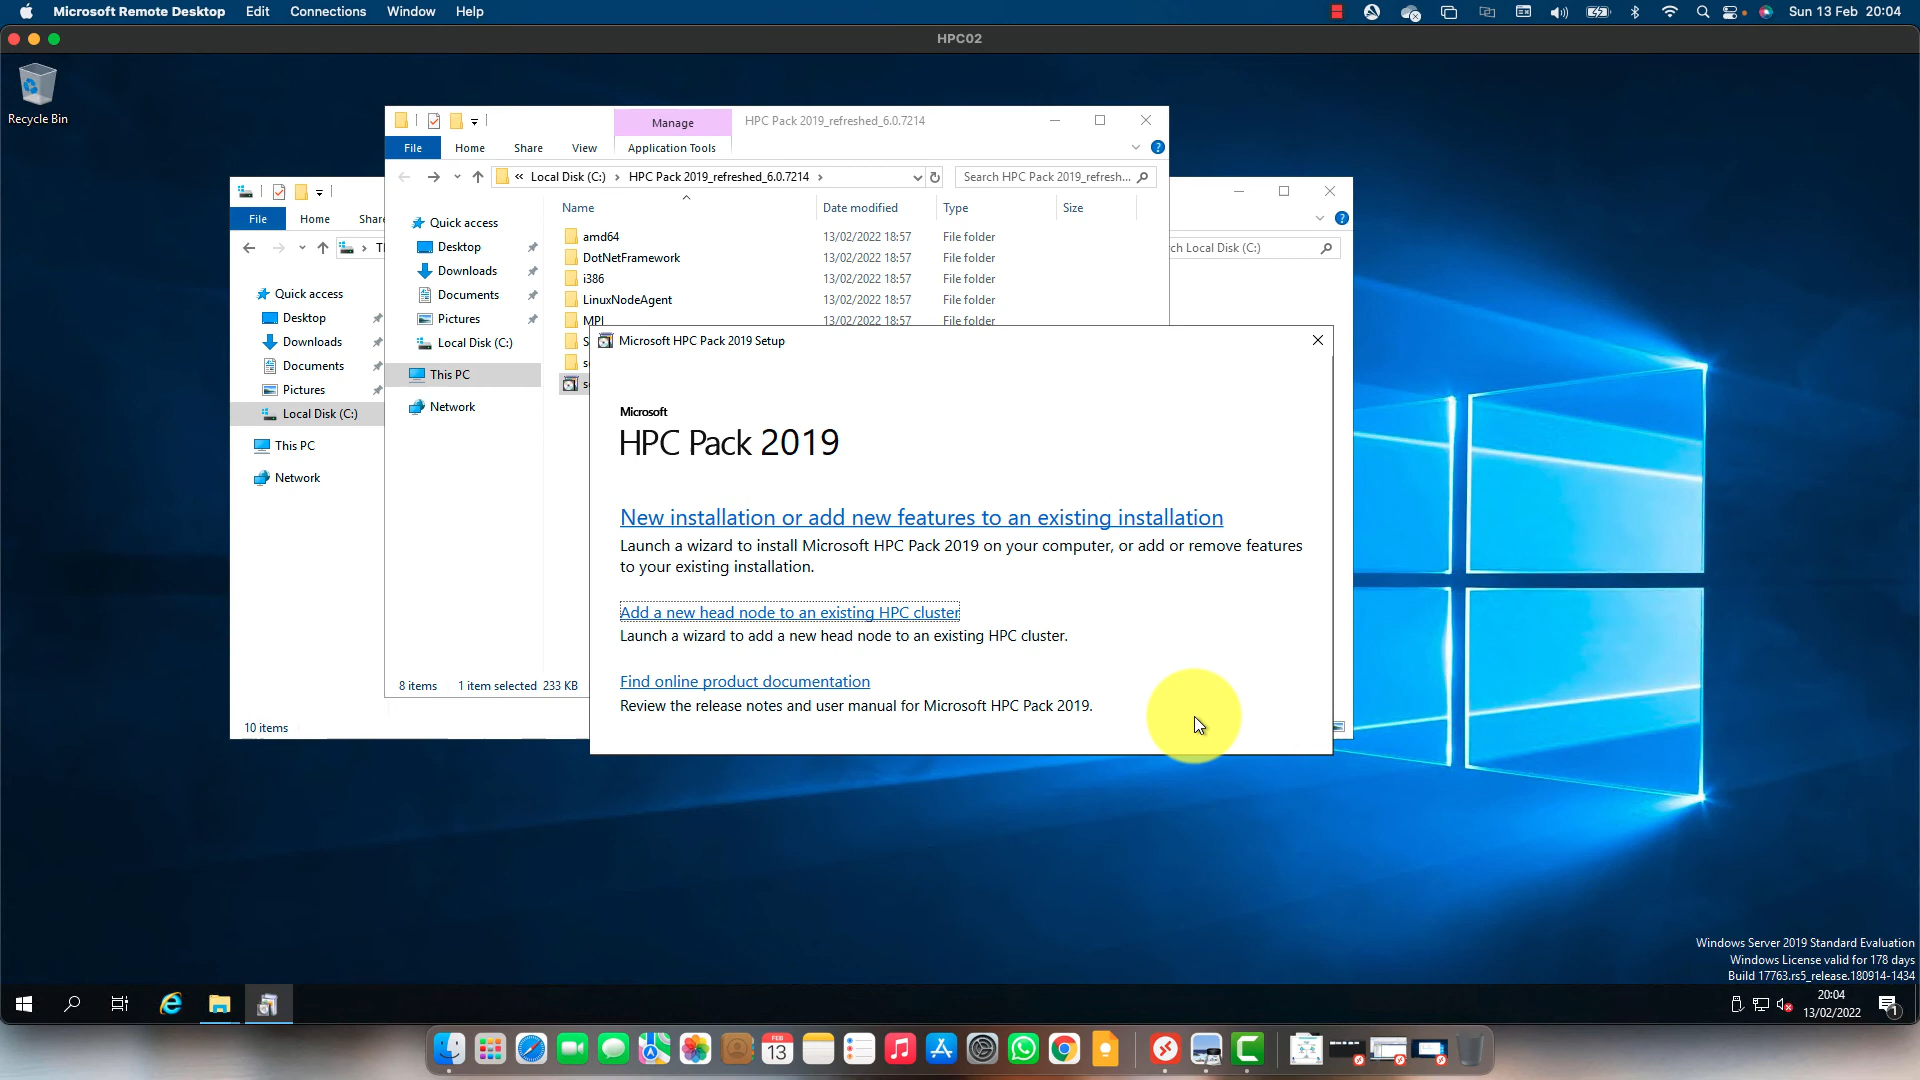 Microsoft Remote Desktop Edit Connections Window Help
Sun 13 Feb 20:04
HPC02
Recycle Bin
Manage
HPC Pack 2019_refreshed_6.0.7214
File Home Share View Application Tools
« Local Disk (C:) › HPC Pack 2019_refreshed_6.0.7214 ›
Search HPC Pack 2019_refresh...
Name Date modified Type Size
Quick access
Desktop
Downloads
Documents
Pictures
Local Disk (C:)
This PC
Network
amd64 13/02/2022 18:57 File folder
DotNetFramework 13/02/2022 18:57 File folder
i386 13/02/2022 18:57 File folder
LinuxNodeAgent 13/02/2022 18:57 File folder
MPI 13/02/2022 18:57 File folder
8 items 1 item selected 233 KB
File Home Share
ch Local Disk (C:)
Quick access
Desktop
Downloads
Documents
Pictures
Local Disk (C:)
This PC
Network
10 items
Microsoft HPC Pack 2019 Setup
Microsoft
HPC Pack 2019
New installation or add new features to an existing installation
Launch a wizard to install Microsoft HPC Pack 2019 on your computer, or add or remove features
to your existing installation.
Add a new head node to an existing HPC cluster
Launch a wizard to add a new head node to an existing HPC cluster.
Find online product documentation
Review the release notes and user manual for Microsoft HPC Pack 2019.
Windows Server 2019 Standard Evaluation
Windows License valid for 178 days
Build 17763.rs5_release.180914-1434
20:04
13/02/2022
1
FEB
13